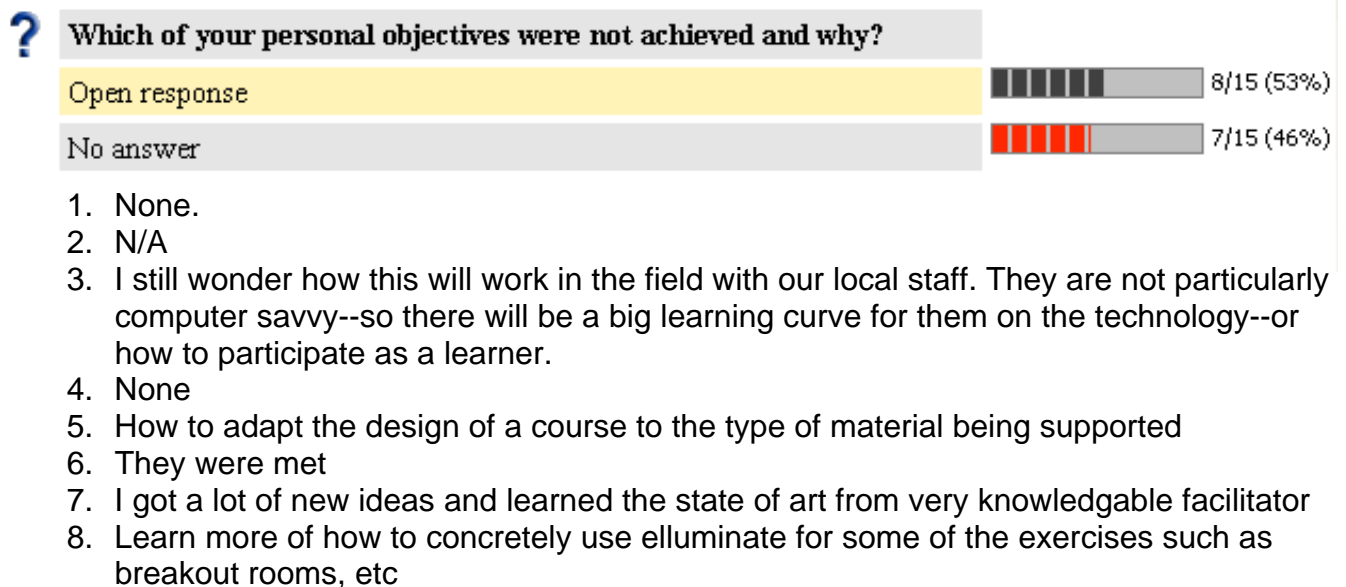 ?
Which of your personal objectives were not achieved and why?
Open response 8/15 (53%)
No answer 7/15 (46%)
1. None.
2. N/A
3. I still wonder how this will work in the field with our local staff. They are not particularly
computer savvy--so there will be a big learning curve for them on the technology--or
how to participate as a learner.
4. None
5. How to adapt the design of a course to the type of material being supported
6. They were met
7. I got a lot of new ideas and learned the state of art from very knowledgable facilitator
8. Learn more of how to concretely use elluminate for some of the exercises such as
breakout rooms, etc